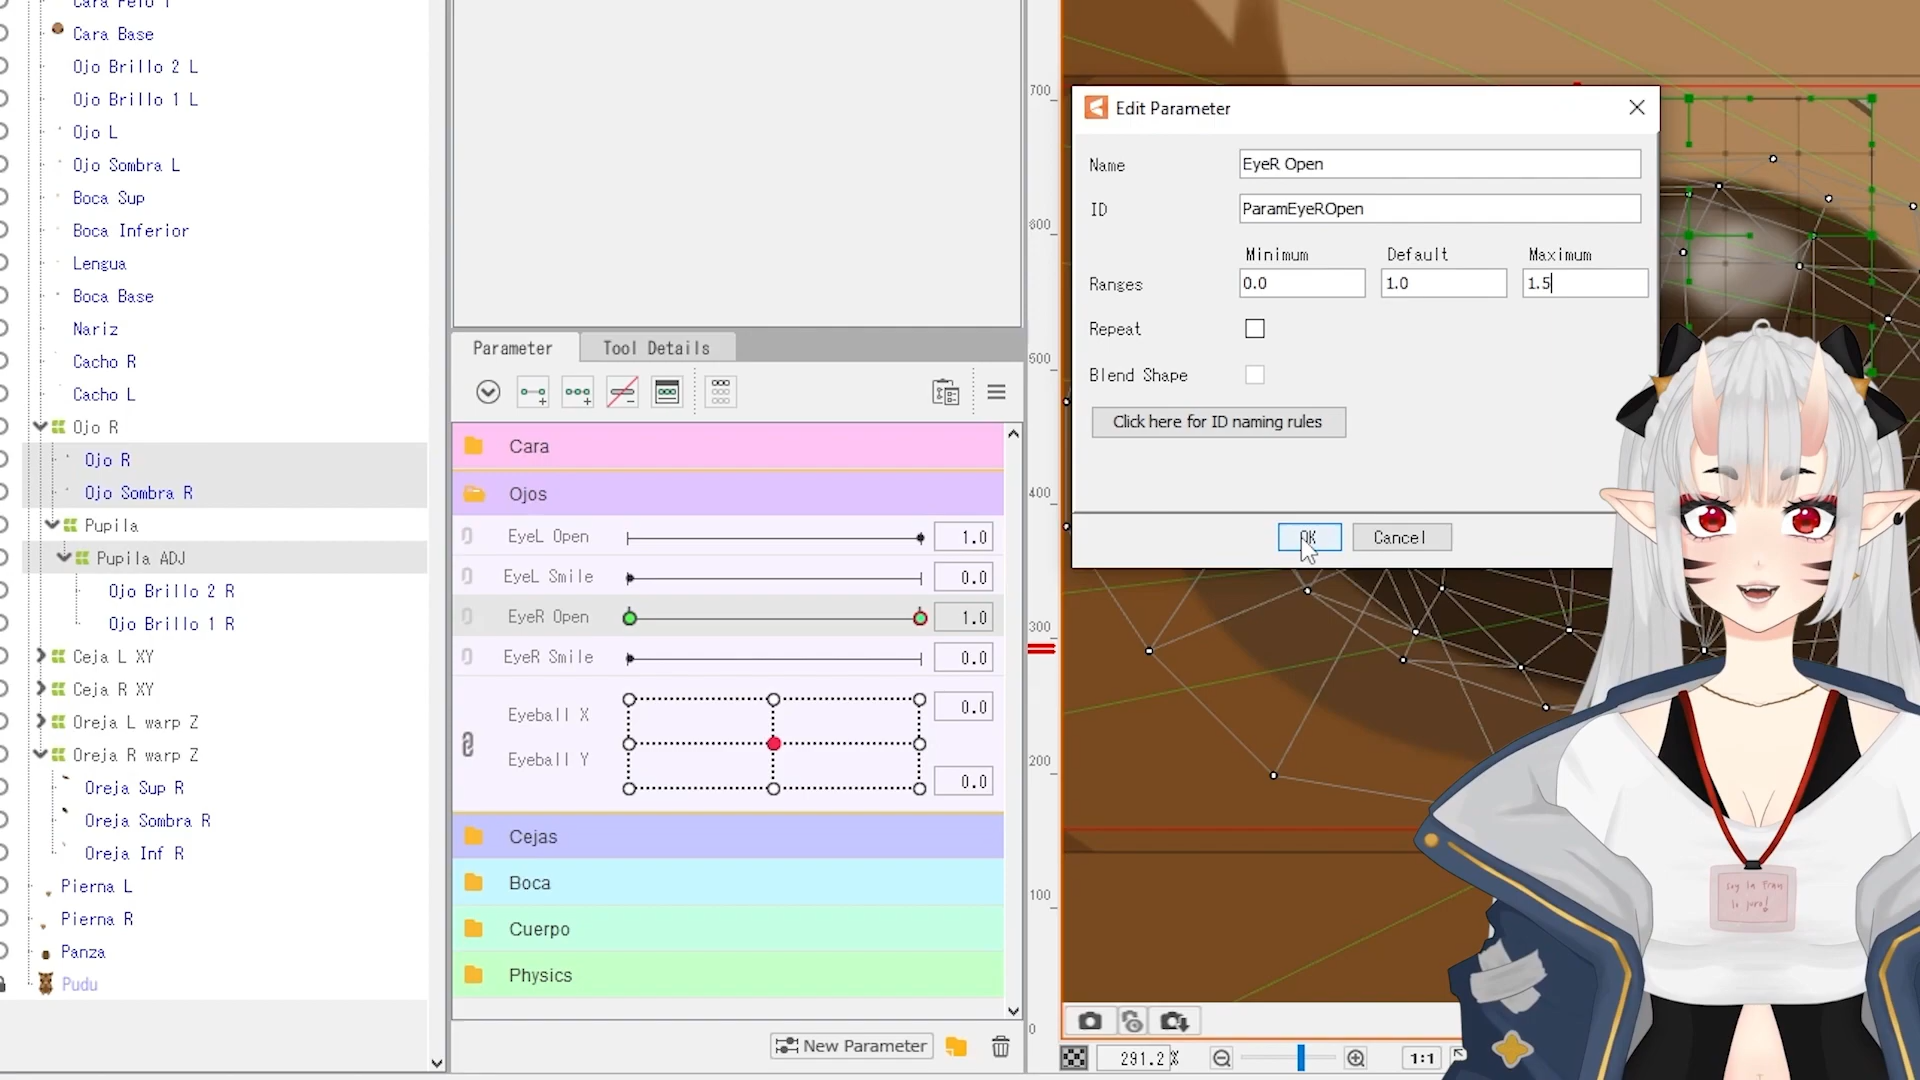 Cara Pelo 1
Cara Base
Ojo Brillo 2 L
Ojo Brillo 1 L
Ojo L
Ojo Sombra L
Boca Sup
Boca Inferior
Lengua
Boca Base
Nariz
Cacho R
Cacho L
Ojo R
Ojo R
Ojo Sombra R
Pupila
Pupila ADJ
Ojo Brillo 2 R
Ojo Brillo 1 R
Ceja L XY
Ceja R XY
Oreja L warp Z
Oreja R warp Z
Oreja Sup R
Oreja Sombra R
Oreja Inf R
Pierna L
Pierna R
Panza
Pudu
Parameter
Tool Details
Cara
Ojos
EyeL Open 1.0
EyeL Smile 0.0
EyeR Open 1.0
EyeR Smile 0.0
Eyeball X 0.0
Eyeball Y 0.0
Cejas
Boca
Cuerpo
Physics
New Parameter
700
600
500
400
300
200
100
0
Edit Parameter
Name EyeR Open
ID ParamEyeROpen
Minimum Default Maximum
Ranges 0.0 1.0 1.5
Repeat
Blend Shape
Click here for ID naming rules
OK Cancel
291.2 %
1:1